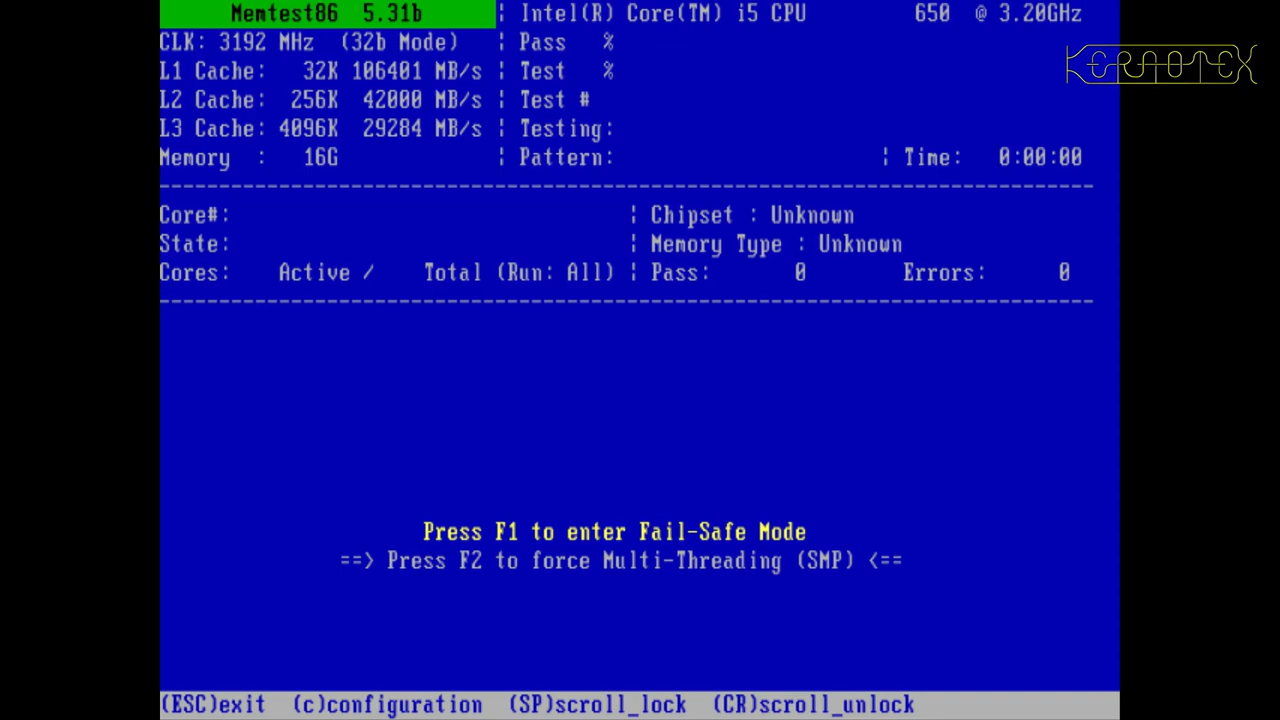 Memtest86 5.31b | Intel(R) Core(TM) i5 CPU 650 @ 3.20GHz
CLK: 3192 MHz (32b Mode) | Pass %
L1 Cache: 32K 106401 MB/s | Test %
L2 Cache: 256K 42000 MB/s | Test #
L3 Cache: 4096K 29284 MB/s | Testing:
Memory : 16G | Pattern: | Time: 0:00:00
------------------------------------------------------------------------------
Core#: | Chipset : Unknown
State: | Memory Type : Unknown
Cores: Active / Total (Run: All) | Pass: 0 Errors: 0
------------------------------------------------------------------------------
Press F1 to enter Fail-Safe Mode
==> Press F2 to force Multi-Threading (SMP) <==
(ESC)exit (c)configuration (SP)scroll_lock (CR)scroll_unlock